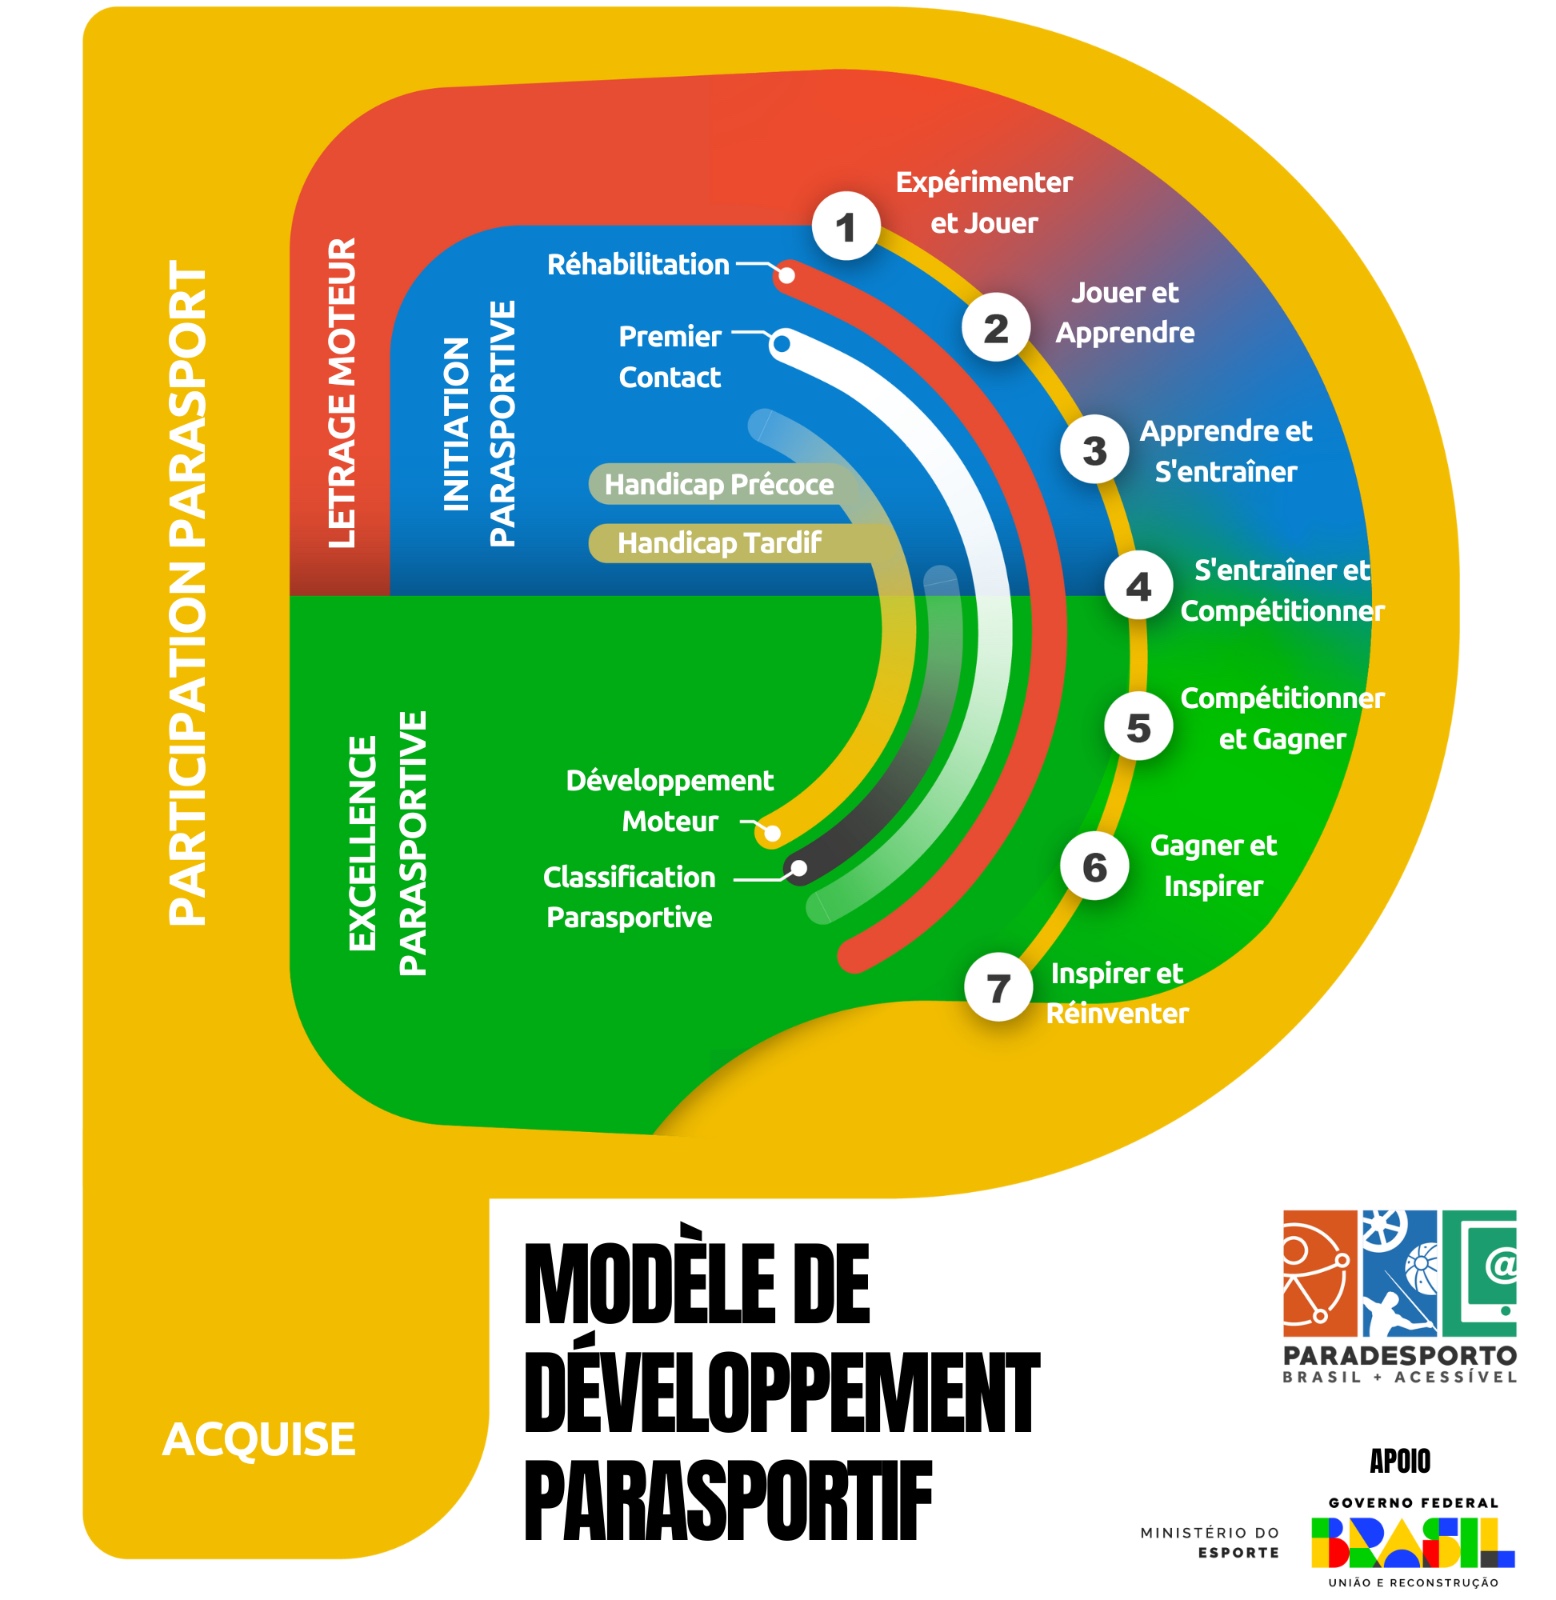 PARTICIPATION PARASPORT
ACQUISE
LETRAGE MOTEUR
INITIATION
PARASPORTIVE
EXCELLENCE
PARASPORTIVE
Réhabilitation
Premier
Contact
Handicap Précoce
Handicap Tardif
Développement
Moteur
Classification
Parasportive
1
Expérimenter
et Jouer
2
Jouer et
Apprendre
3
Apprendre et
S'entraîner
4
S'entraîner et
Compétitionner
5
Compétitionner
et Gagner
6
Gagner et
Inspirer
7
Inspirer et
Réinventer
MODÈLE DE
DÉVELOPPEMENT
PARASPORTIF
@
PARADESPORTO
BRASIL + ACESSÍVEL
APOIO
MINISTÉRIO DO
ESPORTE
GOVERNO FEDERAL
BRASIL
UNIÃO E RECONSTRUÇÃO